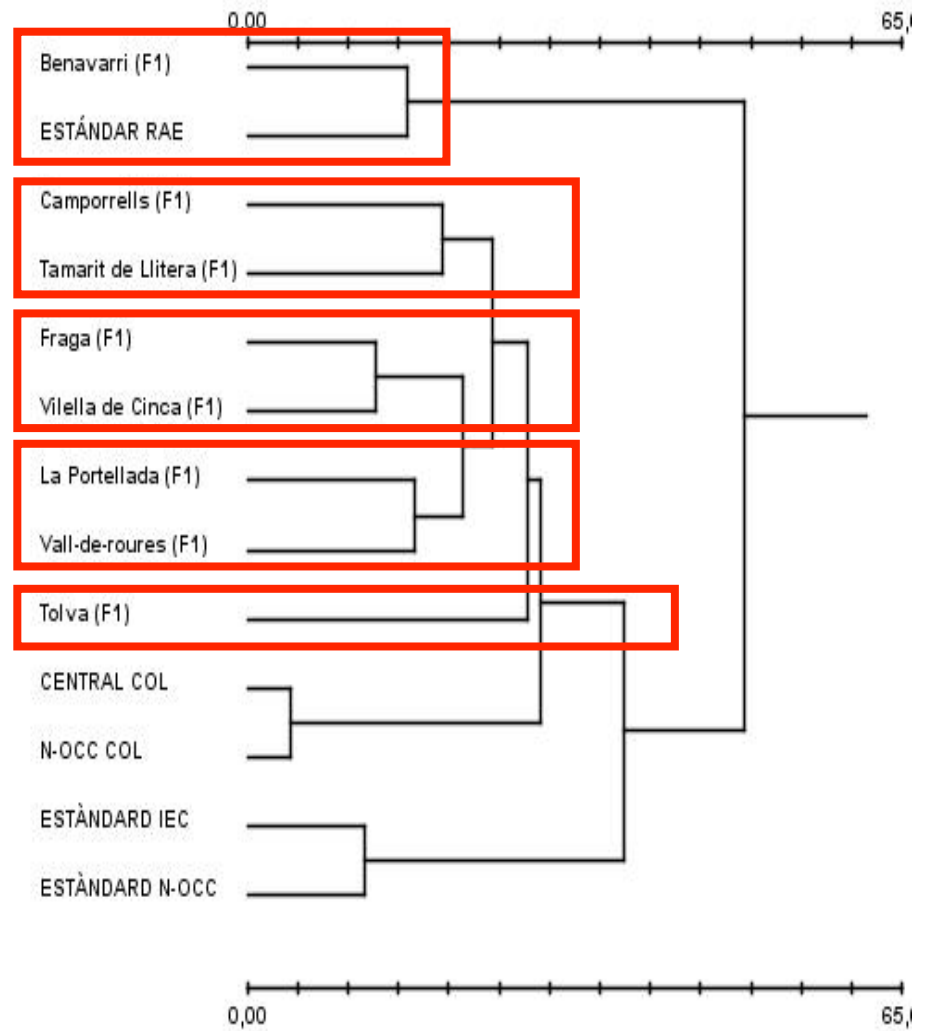 0,00 65,0
Benavarri (F1)
ESTÁNDAR RAE
Camporrells (F1)
Tamarit de Llitera (F1)
Fraga (F1)
Vilella de Cinca (F1)
La Portellada (F1)
Vall-de-roures (F1)
Tolva (F1)
CENTRAL COL
N-OCC COL
ESTÀNDARD IEC
ESTÀNDARD N-OCC
0,00 65,0